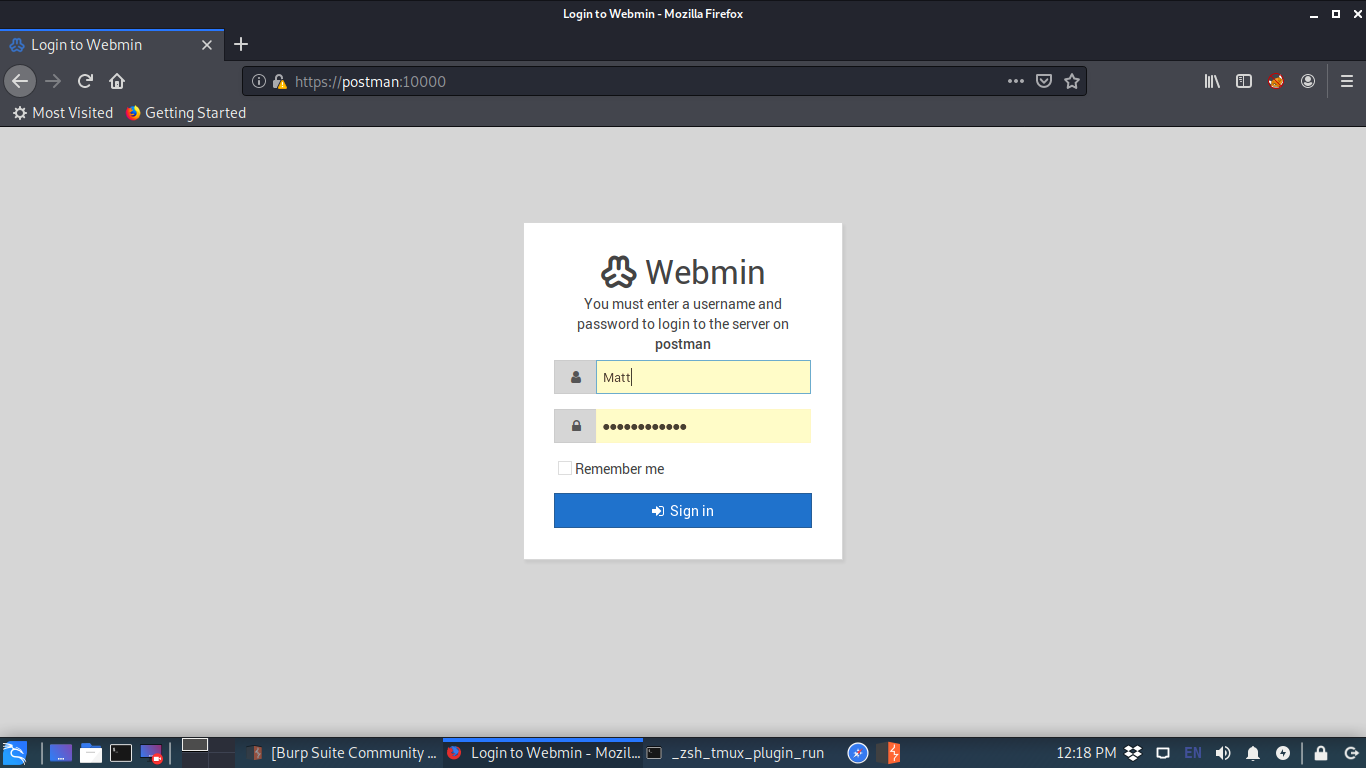 Login to Webmin - Mozilla Firefox
Login to Webmin
https://postman:10000
Most Visited
Getting Started
Webmin
You must enter a username and
password to login to the server on
postman
Matt
Remember me
Sign in
[Burp Suite Community ...
Login to Webmin - Mozil...
_zsh_tmux_plugin_run
12:18 PM
EN